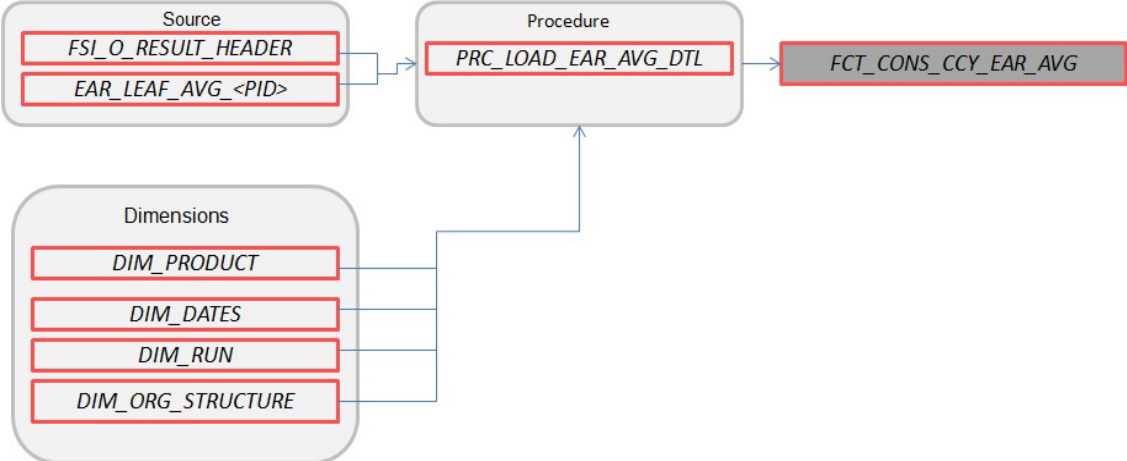 Source
FSI_O_RESULT_HEADER
EAR_LEAF_AVG_<PID>
Procedure
PRC_LOAD_EAR_AVG_DTL
FCT_CONS_CCY_EAR_AVG
Dimensions
DIM_PRODUCT
DIM_DATES
DIM_RUN
DIM_ORG_STRUCTURE